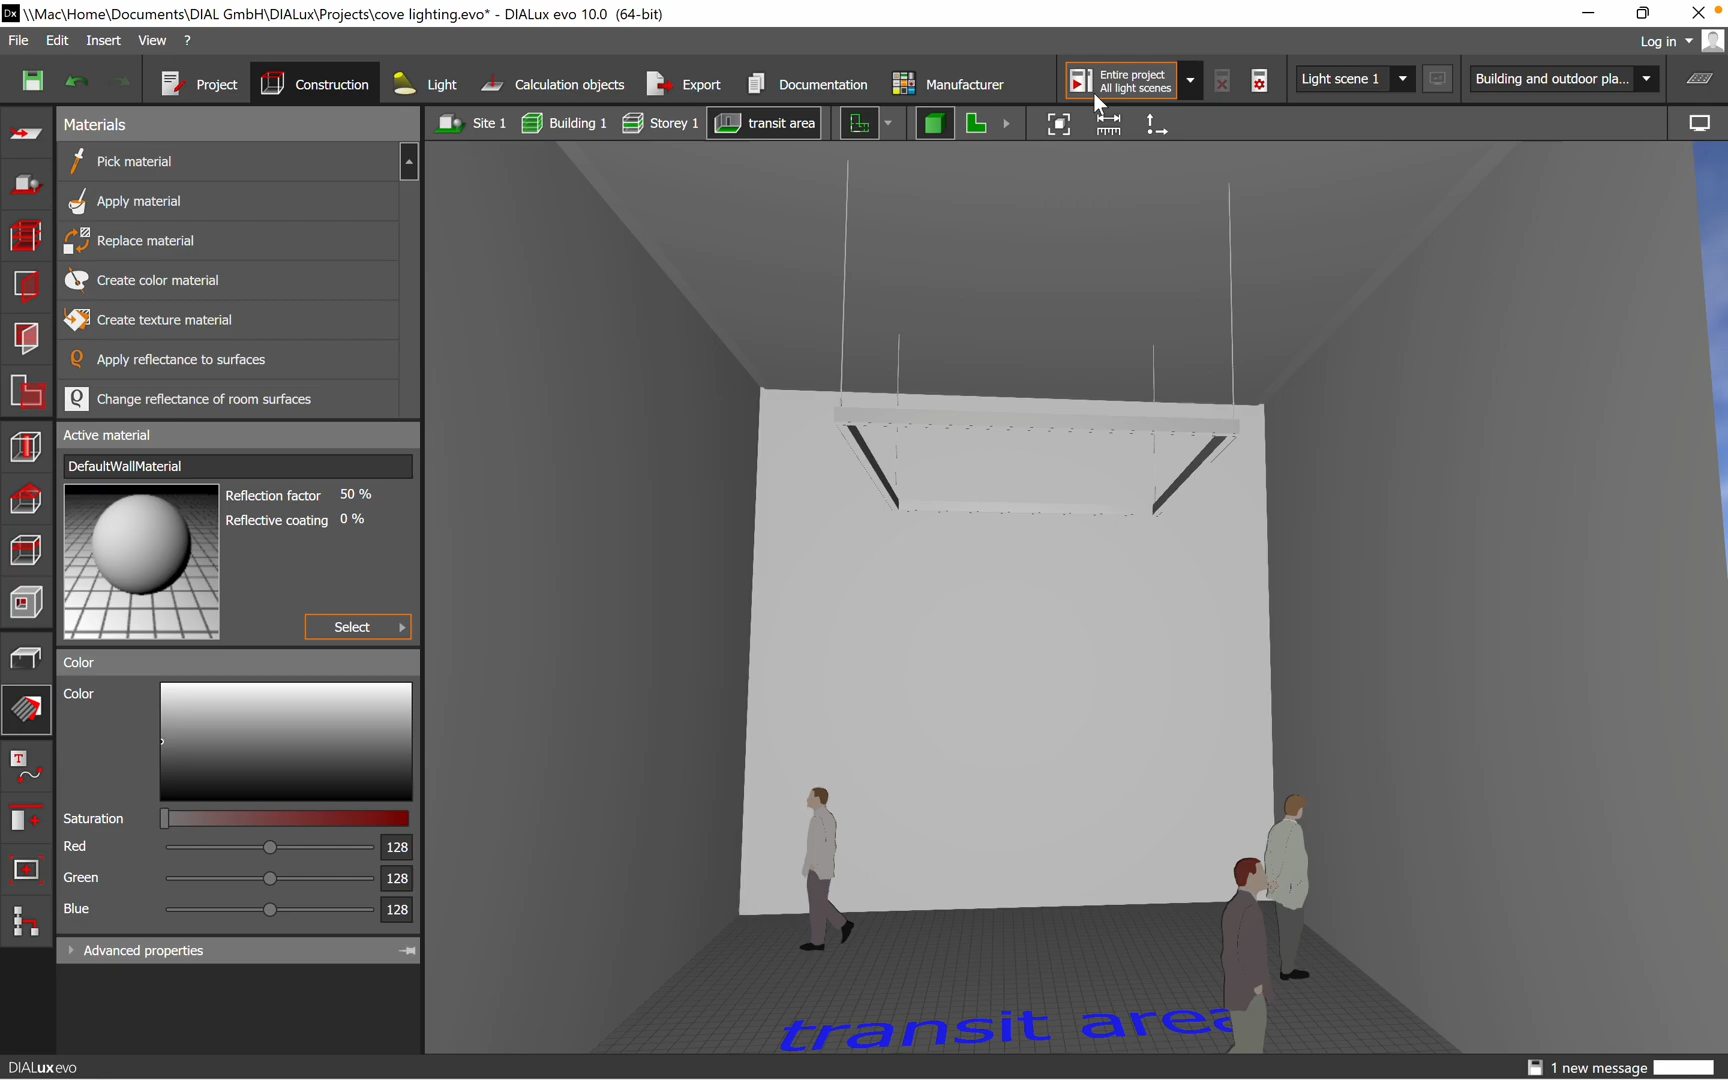 Dx \\Mac\Home\Documents\DIAL GmbH\DIALux\Projects\cove lighting.evo* - DIALux evo 10.0 (64-bit)
File Edit Insert View ? Log in
Project Construction Light Calculation objects Export Documentation Manufacturer Entire project Light scene 1 Building and outdoor pla...
All light scenes
Materials
Site 1 Building 1 Storey 1 transit area
Pick material
Apply material
Replace material
Create color material
Create texture material
Apply reflectance to surfaces
Change reflectance of room surfaces
Active material
DefaultWallMaterial
Reflection factor 50 %
Reflective coating 0 %
Select
Color
Color
Saturation
Red 128
Green 128
Blue 128
Advanced properties
transit area
DIALux evo 1 new message